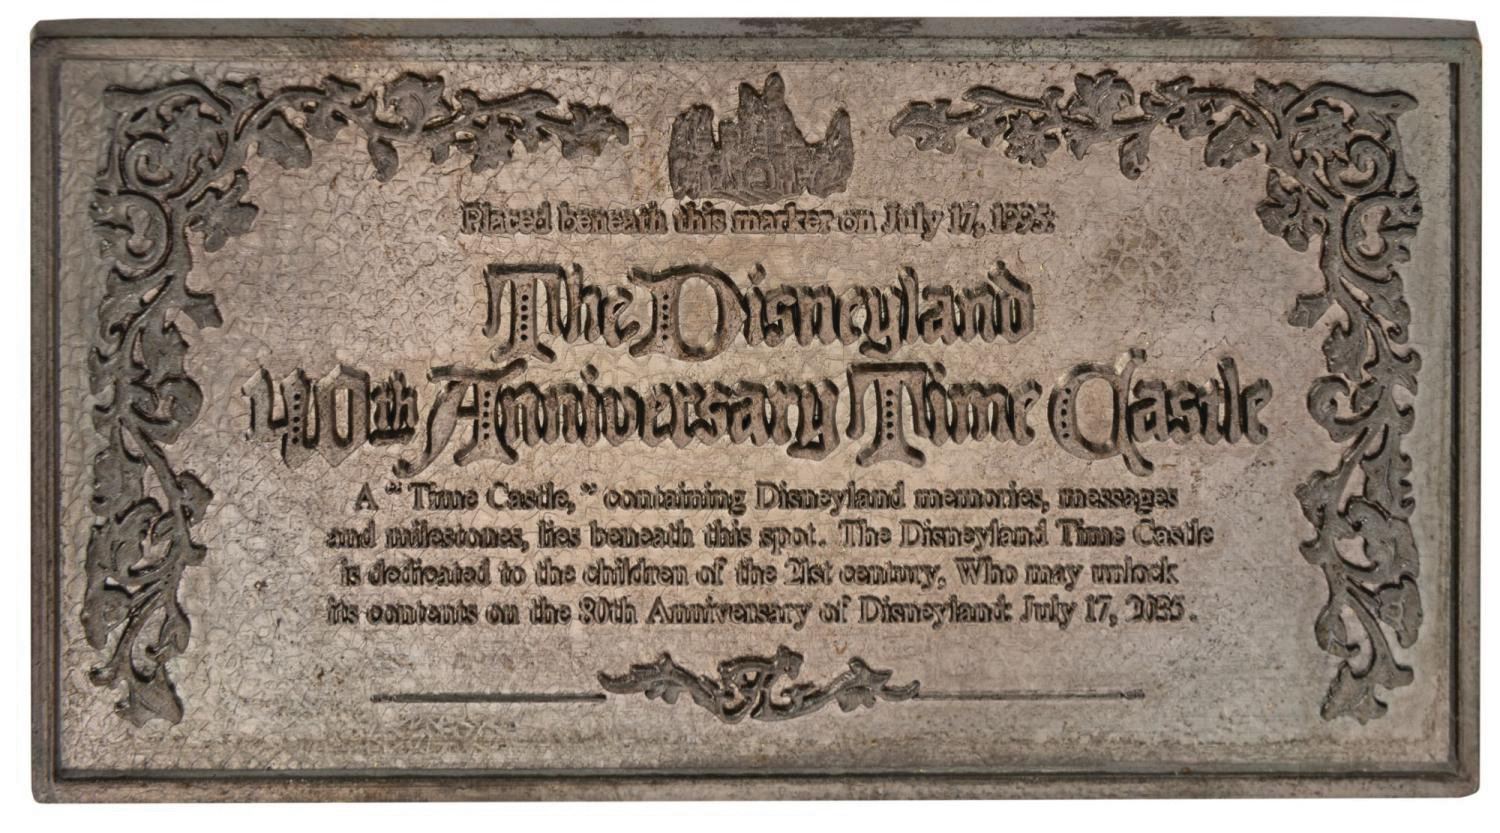 Placed beneath this marker on July 17, 1995:
The Disneyland
40th Anniversary Time Castle
A "Time Castle," containing Disneyland memories, messages
and milestones, lies beneath this spot. The Disneyland Time Castle
is dedicated to the children of the 21st century, Who may unlock
its contents on the 80th Anniversary of Disneyland: July 17, 2035.